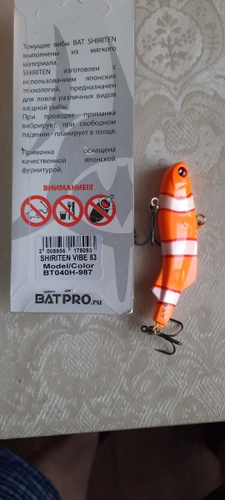 Тонущие вибы BAT SHIRITEN
выполнены из мягкого
материала.
SHIRITEN изготовлен с
использованием японских
технологий, предназначен
для ловли различных видов
хищной рыбы.
При проводке приманка
вибрирует, при свободном
падении - планирует в толще.
Приманка оснащена
качественной японской
фурнитурой.
ВНИМАНИЕ!!!
SHIRITEN VIBE 83
Model/Color
BT040H-987
BATPRO.ru